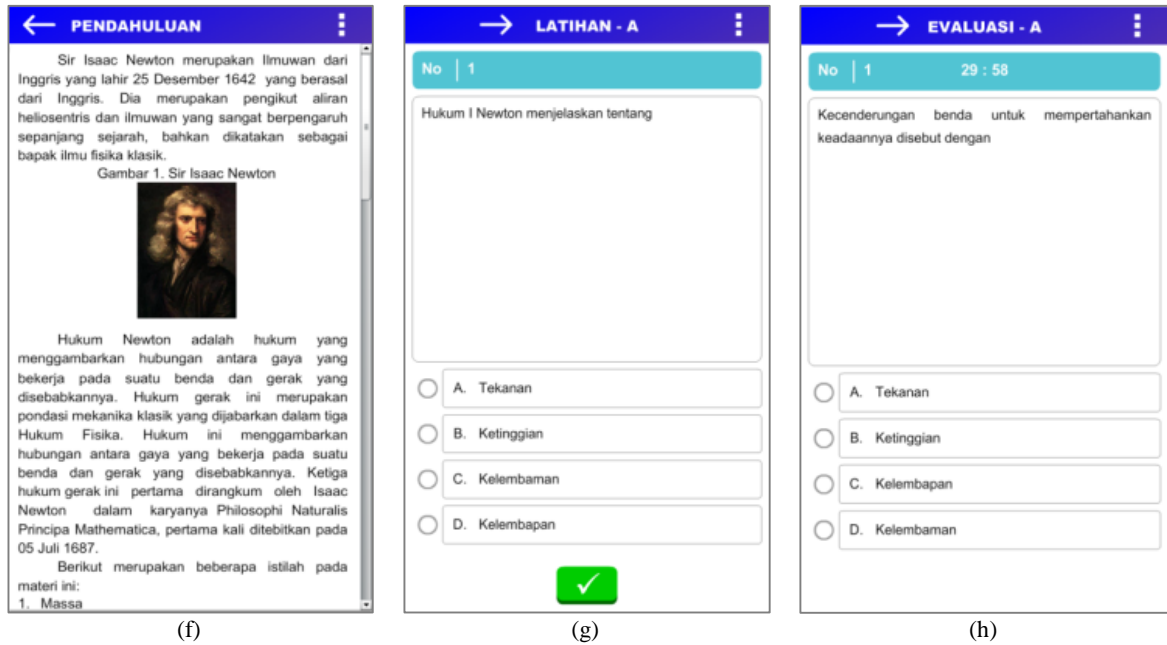 PENDAHULUAN
Sir Isaac Newton merupakan Ilmuwan dari
Inggris yang lahir 25 Desember 1642 yang berasal
dari Inggris. Dia merupakan pengikut aliran
heliosentris dan ilmuwan yang sangat berpengaruh
sepanjang sejarah, bahkan dikatakan sebagai
bapak ilmu fisika klasik.
Gambar 1. Sir Isaac Newton
Hukum Newton adalah hukum yang
menggambarkan hubungan antara gaya yang
bekerja pada suatu benda dan gerak yang
disebabkannya. Hukum gerak ini merupakan
pondasi mekanika klasik yang dijabarkan dalam tiga
Hukum Fisika. Hukum ini menggambarkan
hubungan antara gaya yang bekerja pada suatu
benda dan gerak yang disebabkannya. Ketiga
hukum gerak ini pertama dirangkum oleh Isaac
Newton dalam karyanya Philosophi Naturalis
Principa Mathematica, pertama kali ditebitkan pada
05 Juli 1687.
Berikut merupakan beberapa istilah pada
materi ini:
1. Massa
(f)
LATIHAN - A
No | 1
Hukum I Newton menjelaskan tentang
A. Tekanan
B. Ketinggian
C. Kelembaman
D. Kelembapan
(g)
EVALUASI - A
No | 1 29 : 58
Kecenderungan benda untuk mempertahankan
keadaannya disebut dengan
A. Tekanan
B. Ketinggian
C. Kelembapan
D. Kelembaman
(h)